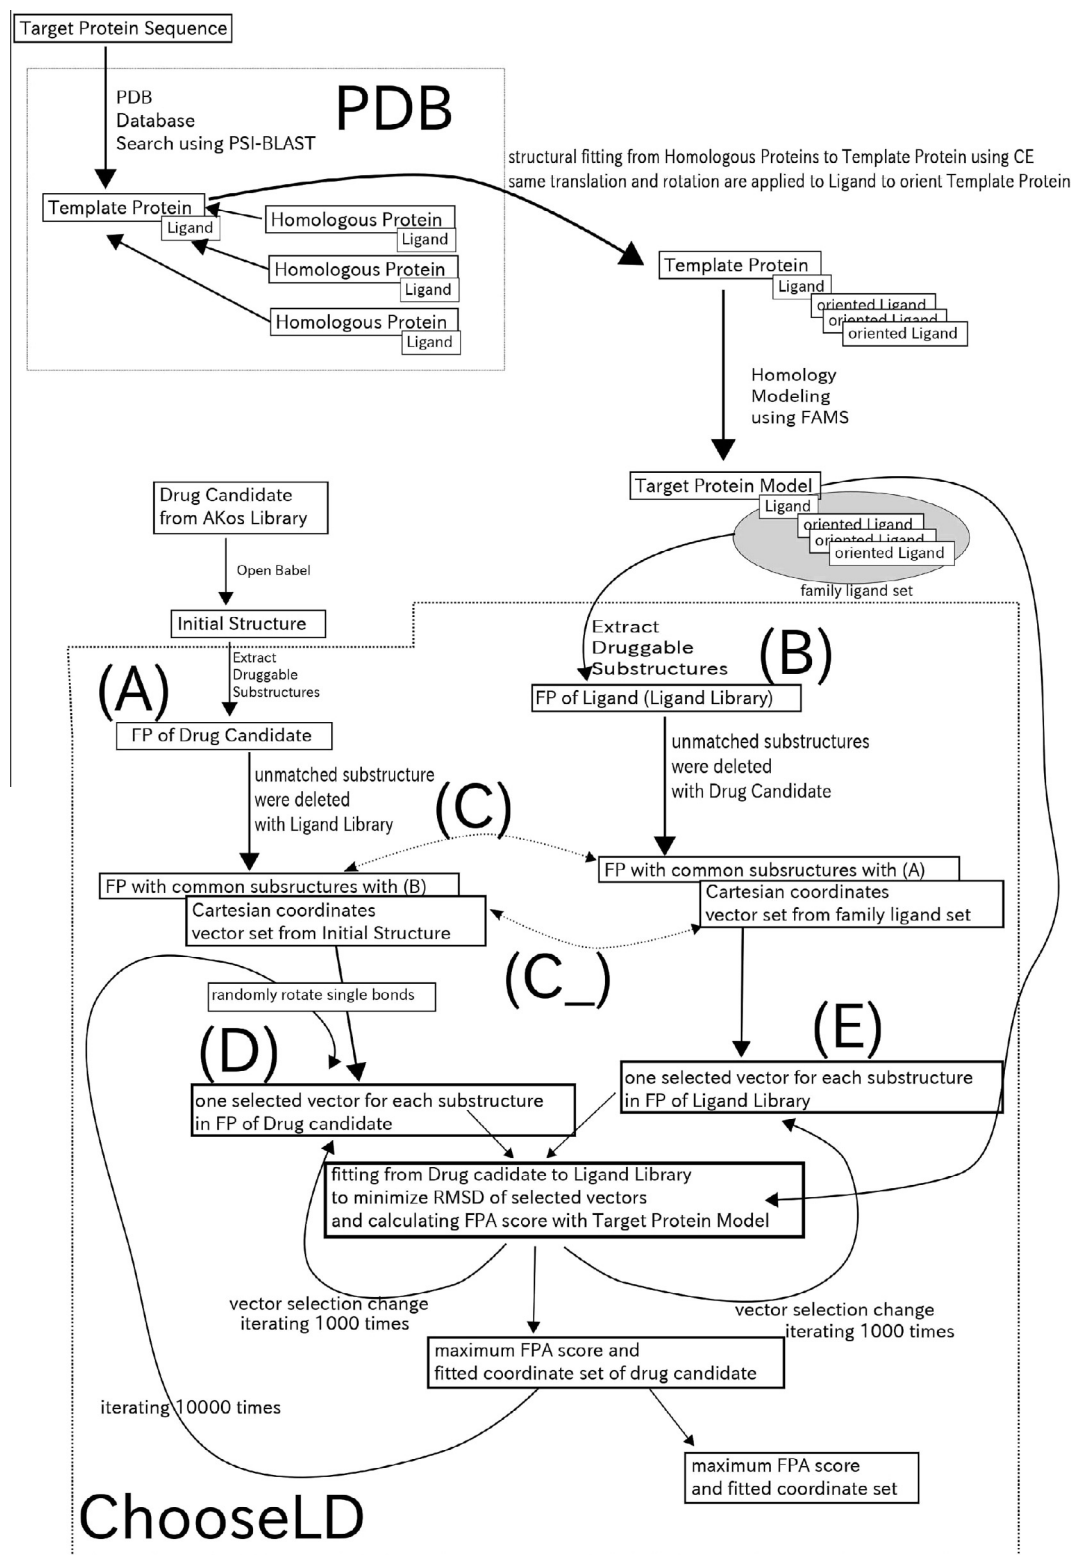 Target Protein Sequence
PDB
PDB
Database
Search using PSI-BLAST
structural fitting from Homologous Proteins to Template Protein using CE
same translation and rotation are applied to Ligand to orient Template Protein
Template Protein
Ligand
Homologous Protein
Ligand
Homologous Protein
Ligand
Homologous Protein
Ligand
Template Protein
Ligand
oriented Ligand
oriented Ligand
oriented Ligand
Homology
Modeling
using FAMS
Target Protein Model
Ligand
oriented Ligand
oriented Ligand
oriented Ligand
family ligand set
Drug Candidate
from AKos Library
Open Babel
Initial Structure
Extract
Druggable
Substructures
(A)
FP of Drug Candidate
unmatched substructure
were deleted
with Ligand Library
Extract
Druggable
Substructures
(B)
FP of Ligand (Ligand Library)
unmatched substructures
were deleted
with Drug Candidate
(C)
FP with common subsructures with (B)
Cartesian coordinates
vector set from Initial Structure
FP with common subsructures with (A)
Cartesian coordinates
vector set from family ligand set
(C_)
randomly rotate single bonds
(D)
one selected vector for each substructure
in FP of Drug candidate
(E)
one selected vector for each substructure
in FP of Ligand Library
fitting from Drug cadidate to Ligand Library
to minimize RMSD of selected vectors
and calculating FPA score with Target Protein Model
vector selection change
iterating 1000 times
vector selection change
iterating 1000 times
maximum FPA score and
fitted coordinate set of drug candidate
iterating 10000 times
maximum FPA score
and fitted coordinate set
ChooseLD